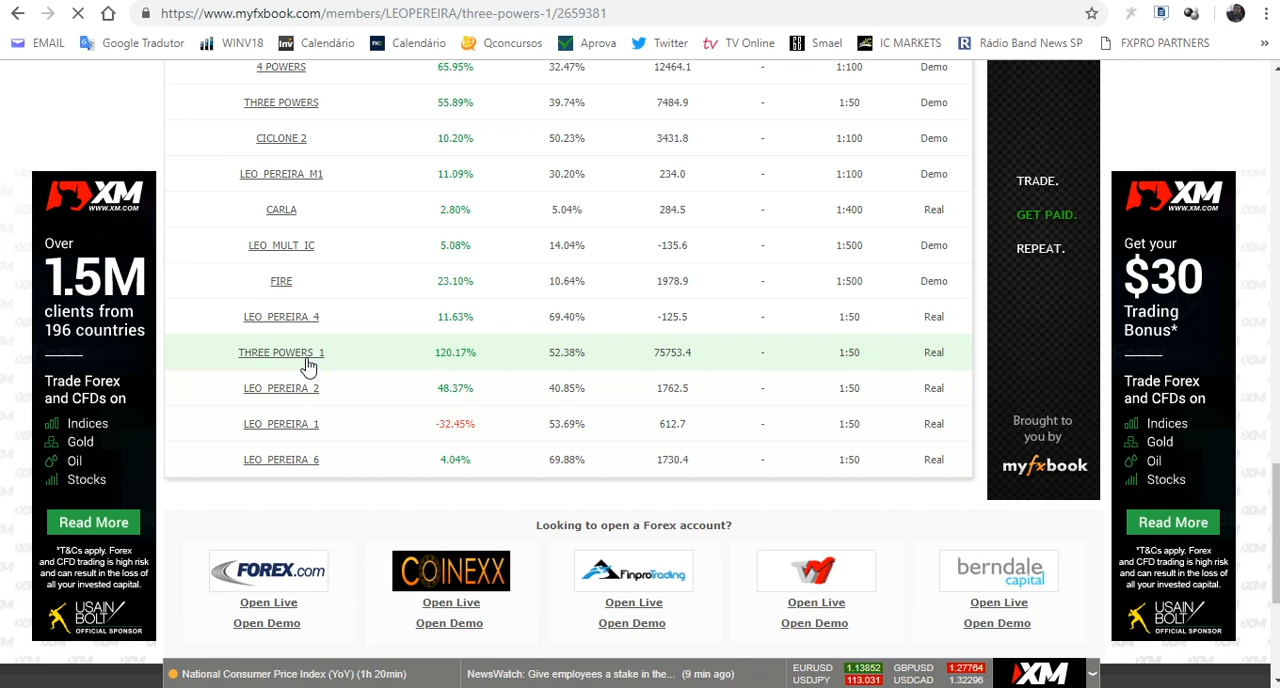 https://www.myfxbook.com/members/LEOPEREIRA/three-powers-1/2659381
EMAIL Google Tradutor WINV18 Inv Calendário FXC Calendário Qconcursos Aprova Twitter tv TV Online Smael IC MARKETS R Rádio Band News SP FXPRO PARTNERS »
4 POWERS 65.95% 32.47% 12464.1 - 1:100 Demo
THREE POWERS 55.89% 39.74% 7484.9 - 1:50 Demo
CICLONE 2 10.20% 50.23% 3431.8 - 1:100 Demo
LEO_PEREIRA_M1 11.09% 30.20% 234.0 - 1:100 Demo
CARLA 2.80% 5.04% 284.5 - 1:400 Real
LEO_MULT_IC 5.08% 14.04% -135.6 - 1:500 Demo
FIRE 23.10% 10.64% 1978.9 - 1:500 Demo
LEO_PEREIRA_4 11.63% 69.40% -125.5 - 1:50 Real
THREE POWERS_1 120.17% 52.38% 75753.4 - 1:50 Real
LEO_PEREIRA_2 48.37% 40.85% 1762.5 - 1:50 Real
LEO_PEREIRA_1 -32.45% 53.69% 612.7 - 1:50 Real
LEO_PEREIRA_6 4.04% 69.88% 1730.4 - 1:50 Real
XM
WWW.XM.COM
Over
1.5M
clients from
196 countries
Trade Forex
and CFDs on
Indices
Gold
Oil
Stocks
Read More
*T&Cs apply. Forex
and CFD trading is high risk
and can result in the loss of
all your invested capital.
USAIN
BOLT
OFFICIAL SPONSOR
TRADE.
GET PAID.
REPEAT.
Brought to
you by
myfxbook
XM
WWW.XM.COM
Get your
$30
Trading
Bonus*
Trade Forex
and CFDs on
Indices
Gold
Oil
Stocks
Read More
*T&Cs apply. Forex
and CFD trading is high risk
and can result in the loss of
all your invested capital.
USAIN
BOLT
OFFICIAL SPONSOR
Looking to open a Forex account?
FOREX.com COINEXX FinproTrading berndale
capital
Open Live Open Live Open Live Open Live Open Live
Open Demo Open Demo Open Demo Open Demo Open Demo
National Consumer Price Index (YoY) (1h 20min) NewsWatch: Give employees a stake in the... (9 min ago) EURUSD 1.13852 GBPUSD 1.27764
USDJPY 113.031 USDCAD 1.32296
XM